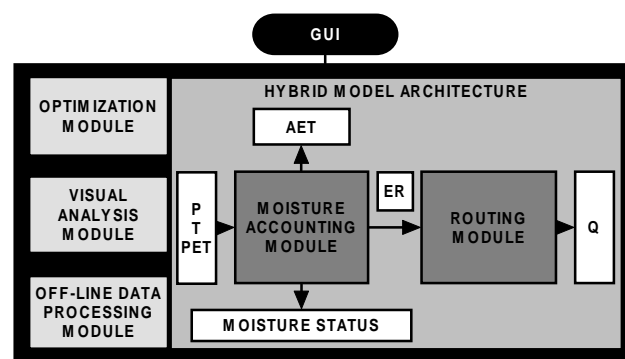 GUI
HYBRID MODEL ARCHITECTURE
OPTIMIZATION
MODULE
AET
VISUAL
ANALYSIS
MODULE
P
T
PET
MOISTURE
ACCOUNTING
MODULE
ER
ROUTING
MODULE
Q
OFF-LINE DATA
PROCESSING
MODULE
MOISTURE STATUS